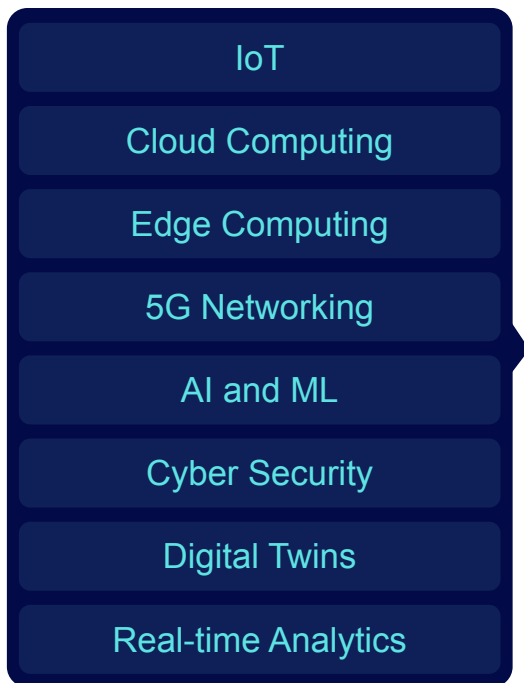 IoT
Cloud Computing
Edge Computing
5G Networking
AI and ML
Cyber Security
Digital Twins
Real-time Analytics